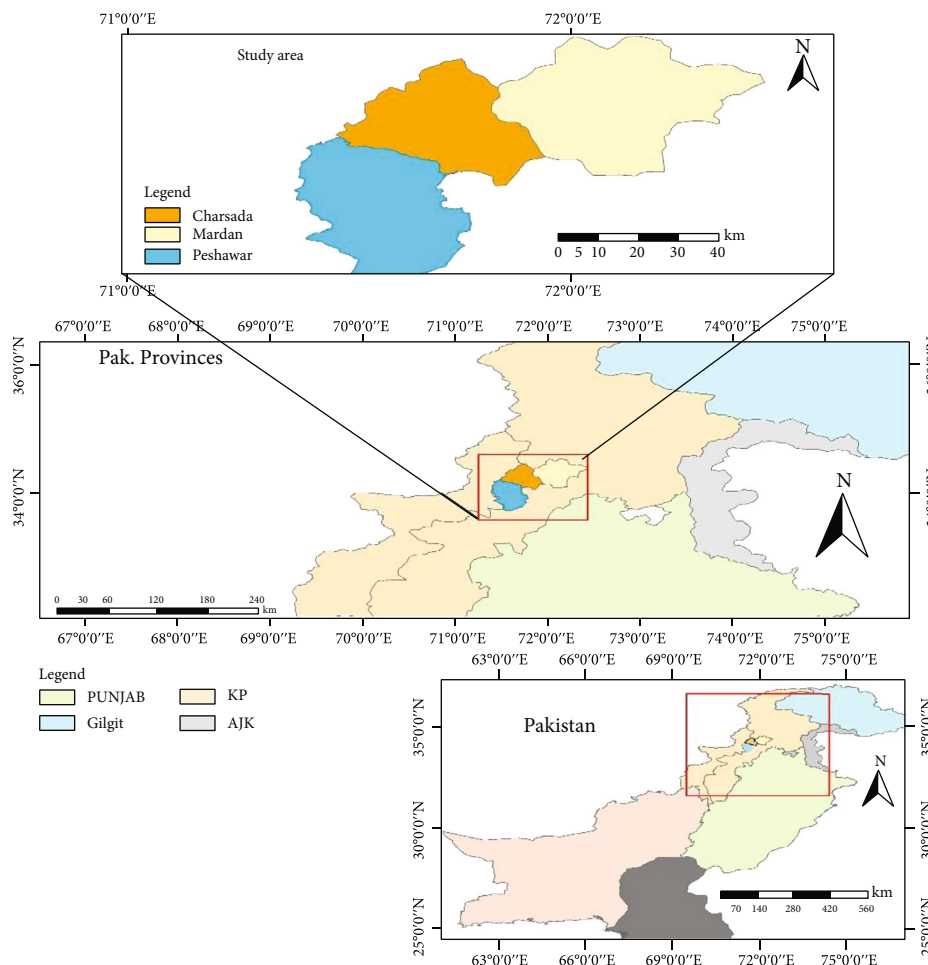 71°0′0′′E 72°0′0′′E
Study area
N
Legend
Charsada
Mardan
Peshawar
km
0 5 10 20 30 40
71°0′0′′E 72°0′0′′E
67°0′0′′E 68°0′0′′E 69°0′0′′E 70°0′0′′E 71°0′0′′E 72°0′0′′E 73°0′0′′E 74°0′0′′E 75°0′0′′E
Pak. Provinces
36°0′0′′N
34°0′0′′N
N
0 30 60 120 180 240
km
67°0′0′′E 68°0′0′′E 69°0′0′′E 70°0′0′′E 71°0′0′′E 72°0′0′′E 73°0′0′′E 74°0′0′′E 75°0′0′′E
Legend
PUNJAB KP
Gilgit AJK
63°0′0′′E 66°0′0′′E 69°0′0′′E 72°0′0′′E 75°0′0′′E
Pakistan
35°0′0′′N 35°0′0′′N
N
30°0′0′′N 30°0′0′′N
km
70 140 280 420 560
25°0′0′′N 25°0′0′′N
63°0′0′′E 66°0′0′′E 69°0′0′′E 72°0′0′′E 75°0′0′′E